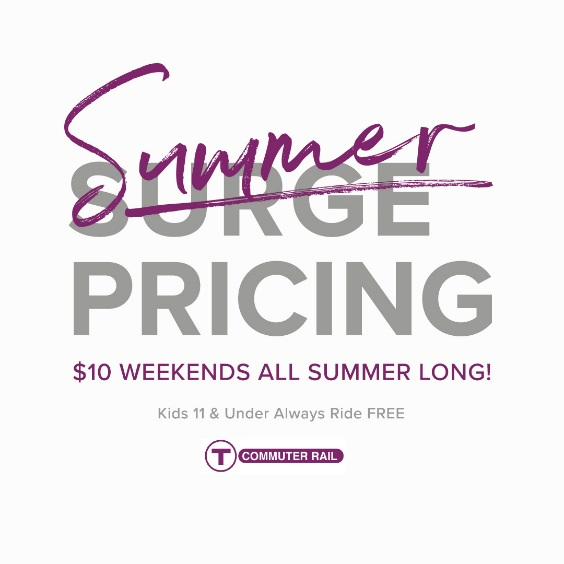 Summer
SURGE
PRICING
$10 WEEKENDS ALL SUMMER LONG!
Kids 11 & Under Always Ride FREE
T COMMUTER RAIL